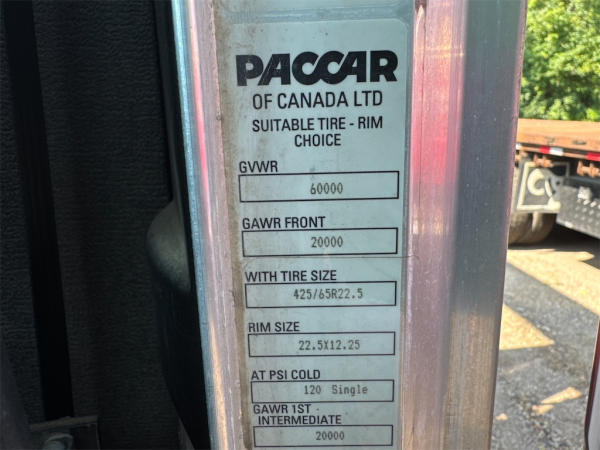 PACCAR
OF CANADA LTD
SUITABLE TIRE - RIM
CHOICE
GVWR
60000
GAWR FRONT
20000
WITH TIRE SIZE
425/65R22.5
RIM SIZE
22.5X12.25
AT PSI COLD
120 Single
GAWR 1ST
INTERMEDIATE
20000